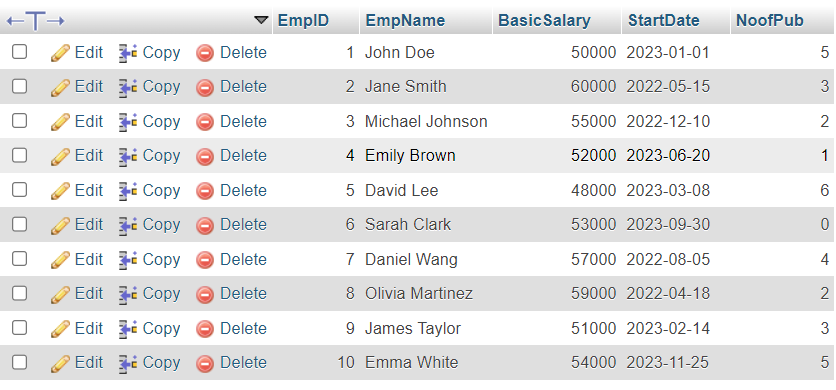 EmpID EmpName BasicSalary StartDate NoofPub
Edit Copy Delete 1 John Doe 50000 2023-01-01 5
Edit Copy Delete 2 Jane Smith 60000 2022-05-15 3
Edit Copy Delete 3 Michael Johnson 55000 2022-12-10 2
Edit Copy Delete 4 Emily Brown 52000 2023-06-20 1
Edit Copy Delete 5 David Lee 48000 2023-03-08 6
Edit Copy Delete 6 Sarah Clark 53000 2023-09-30 0
Edit Copy Delete 7 Daniel Wang 57000 2022-08-05 4
Edit Copy Delete 8 Olivia Martinez 59000 2022-04-18 2
Edit Copy Delete 9 James Taylor 51000 2023-02-14 3
Edit Copy Delete 10 Emma White 54000 2023-11-25 5